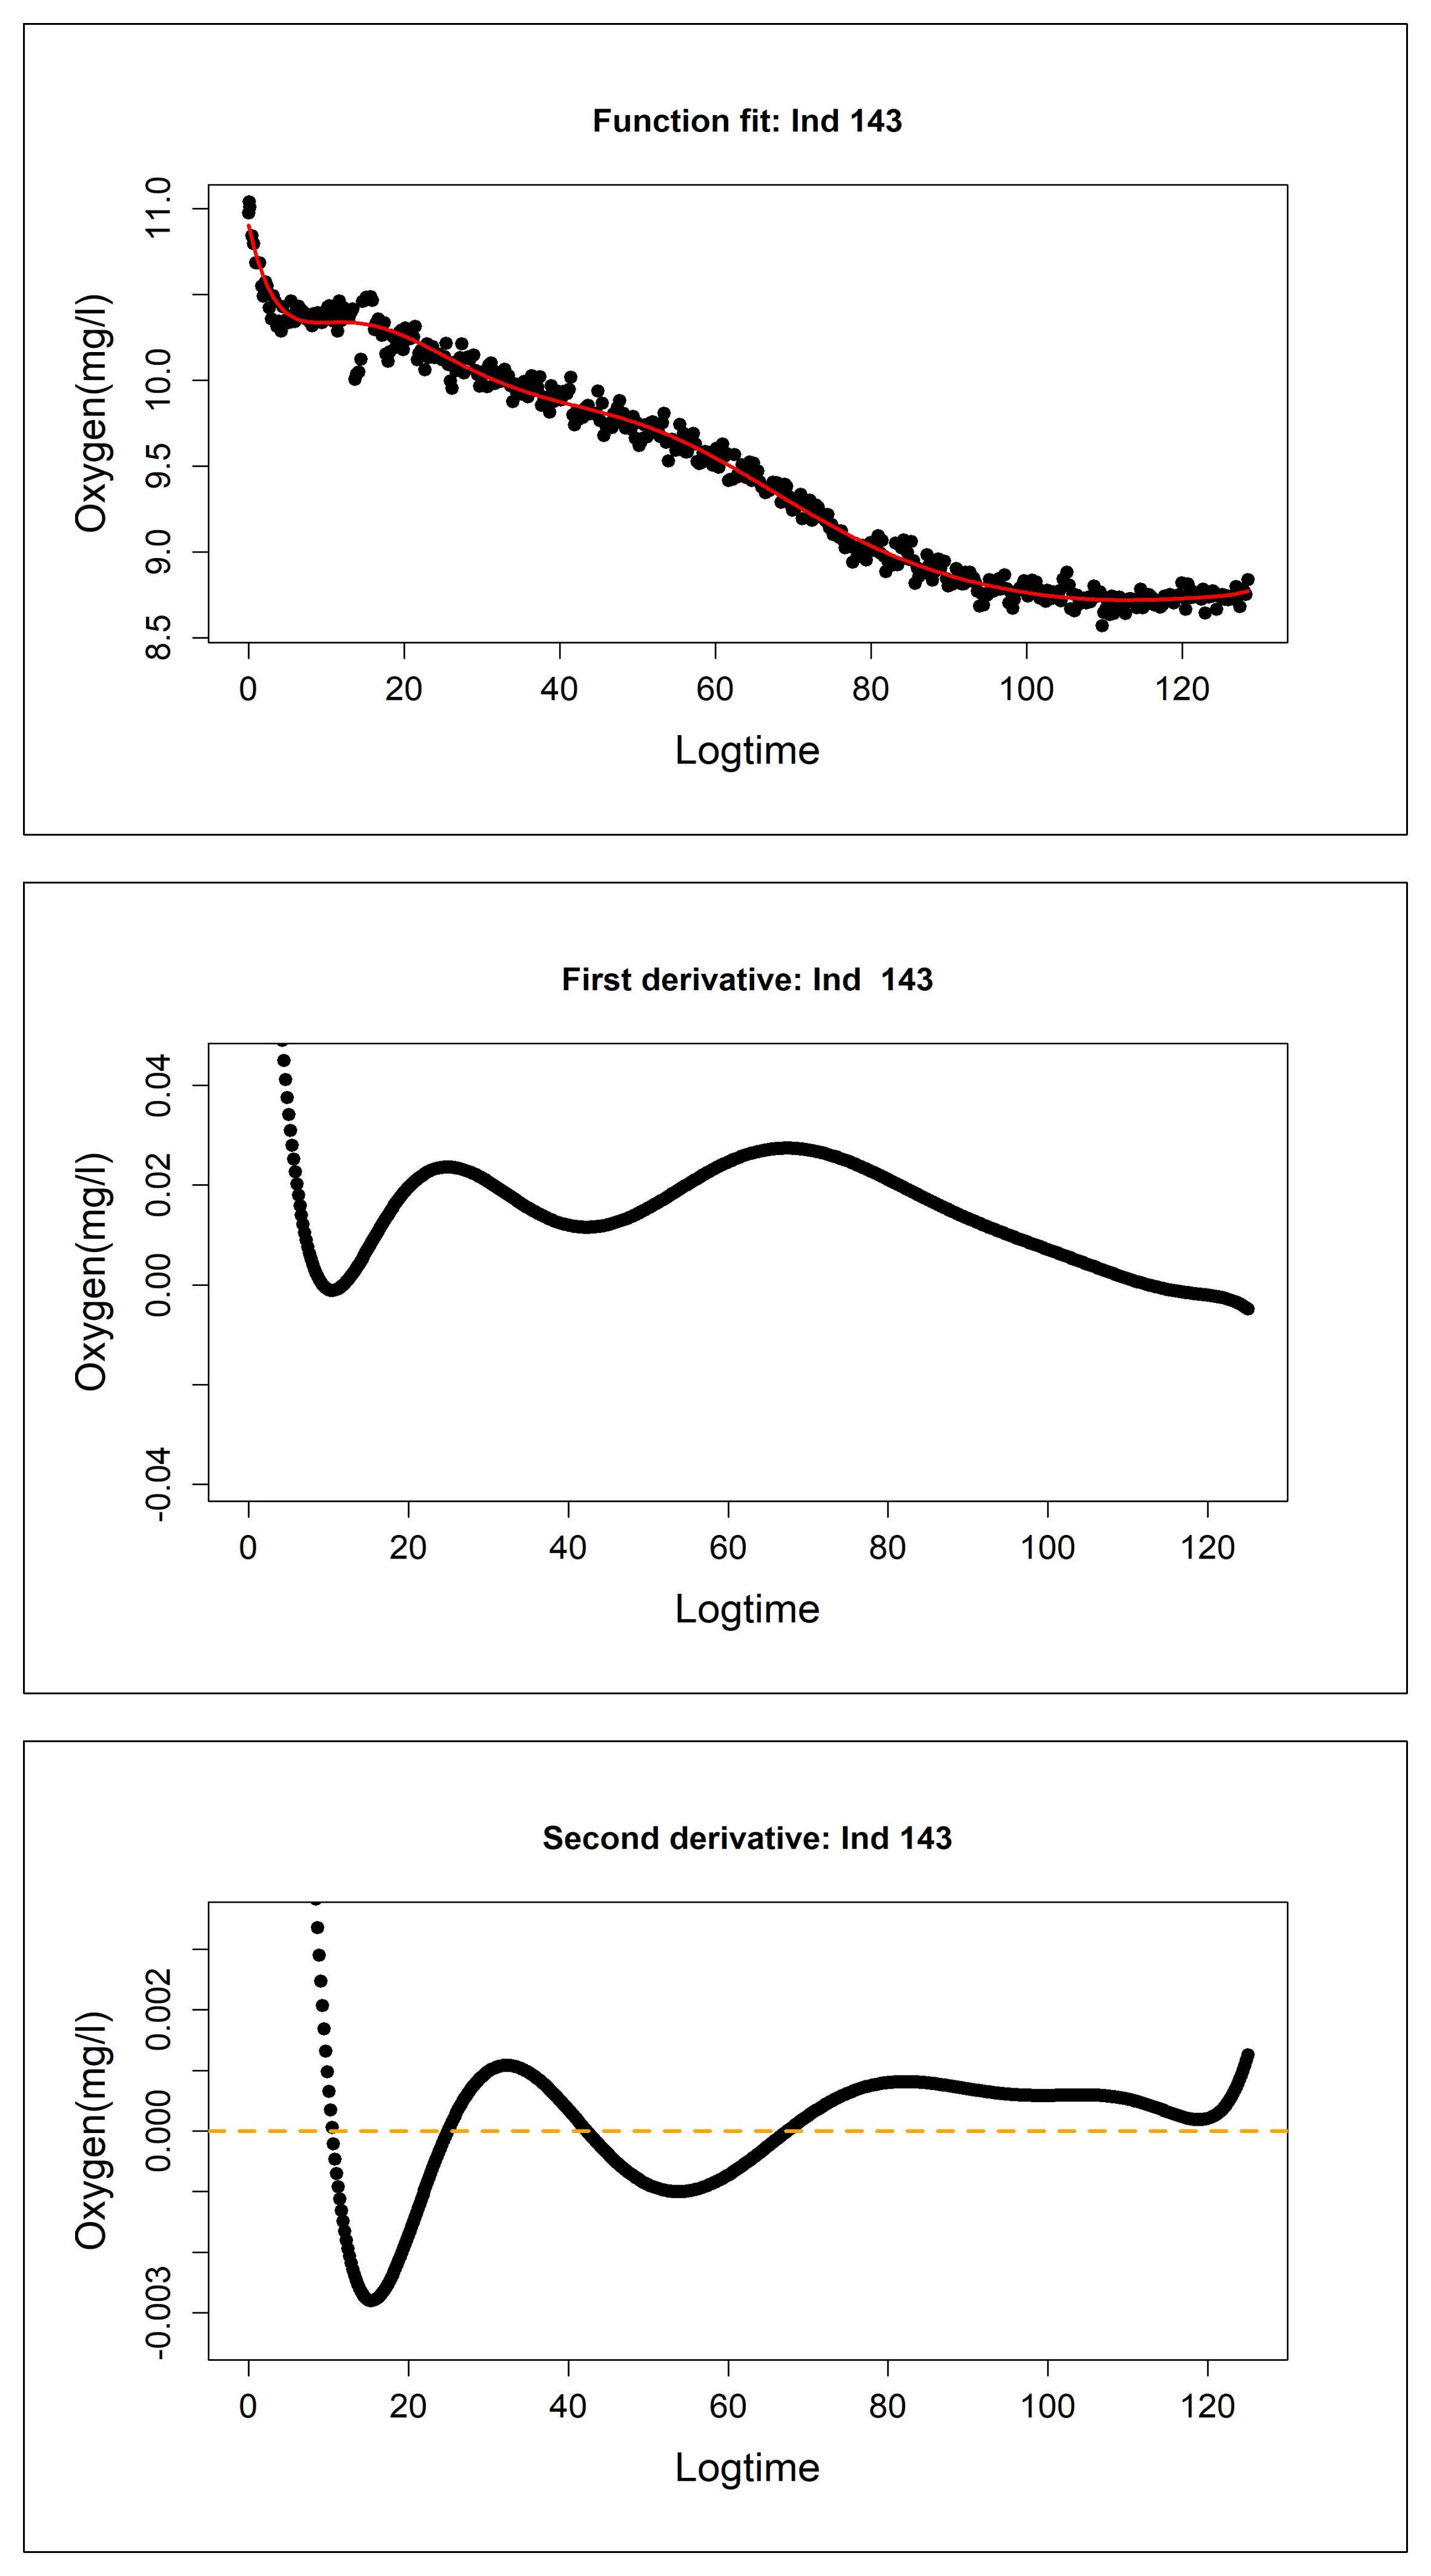 Function fit: Ind 143
Oxygen(mg/l)
11.0
10.0
9.5
9.0
8.5
0 20 40 60 80 100 120
Logtime
First derivative: Ind  143
Oxygen(mg/l)
0.04
0.02
0.00
-0.04
0 20 40 60 80 100 120
Logtime
Second derivative: Ind 143
Oxygen(mg/l)
0.002
0.000
-0.003
0 20 40 60 80 100 120
Logtime